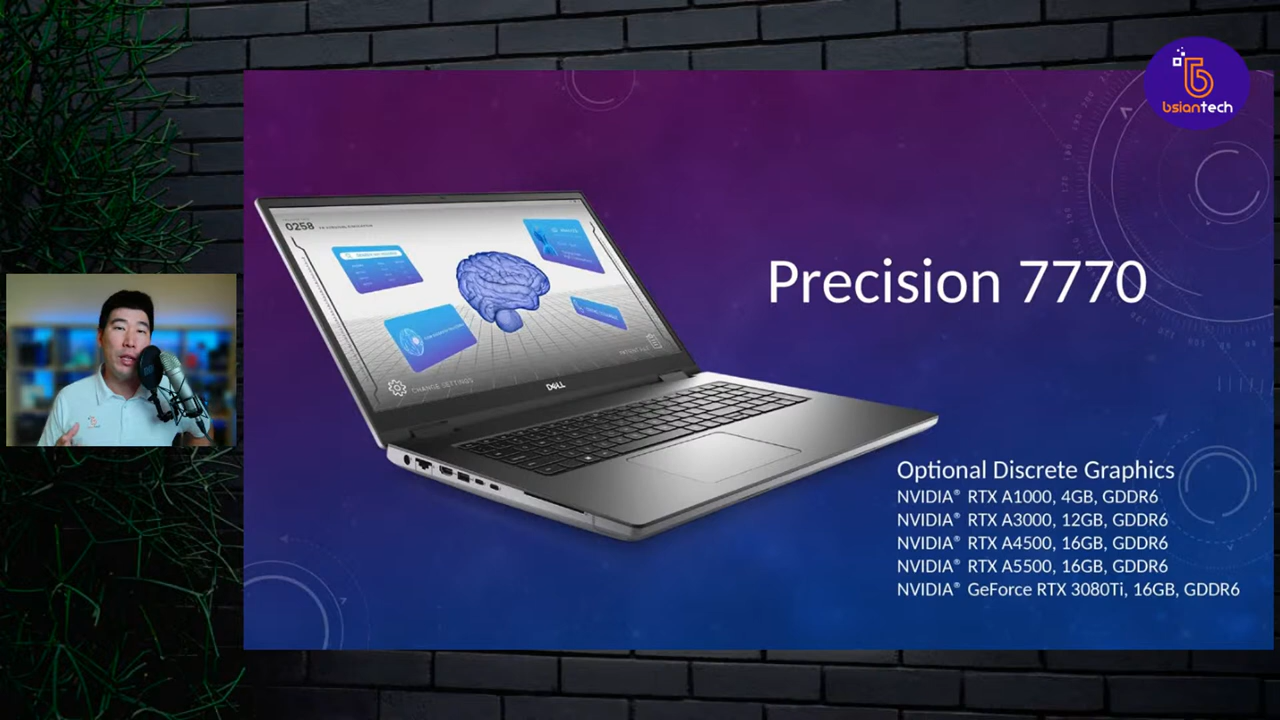 bsiantech
0258
Precision 7770
CHANGE SETTINGS
DELL
Optional Discrete Graphics
NVIDIA® RTX A1000, 4GB, GDDR6
NVIDIA® RTX A3000, 12GB, GDDR6
NVIDIA® RTX A4500, 16GB, GDDR6
NVIDIA® RTX A5500, 16GB, GDDR6
NVIDIA® GeForce RTX 3080Ti, 16GB, GDDR6